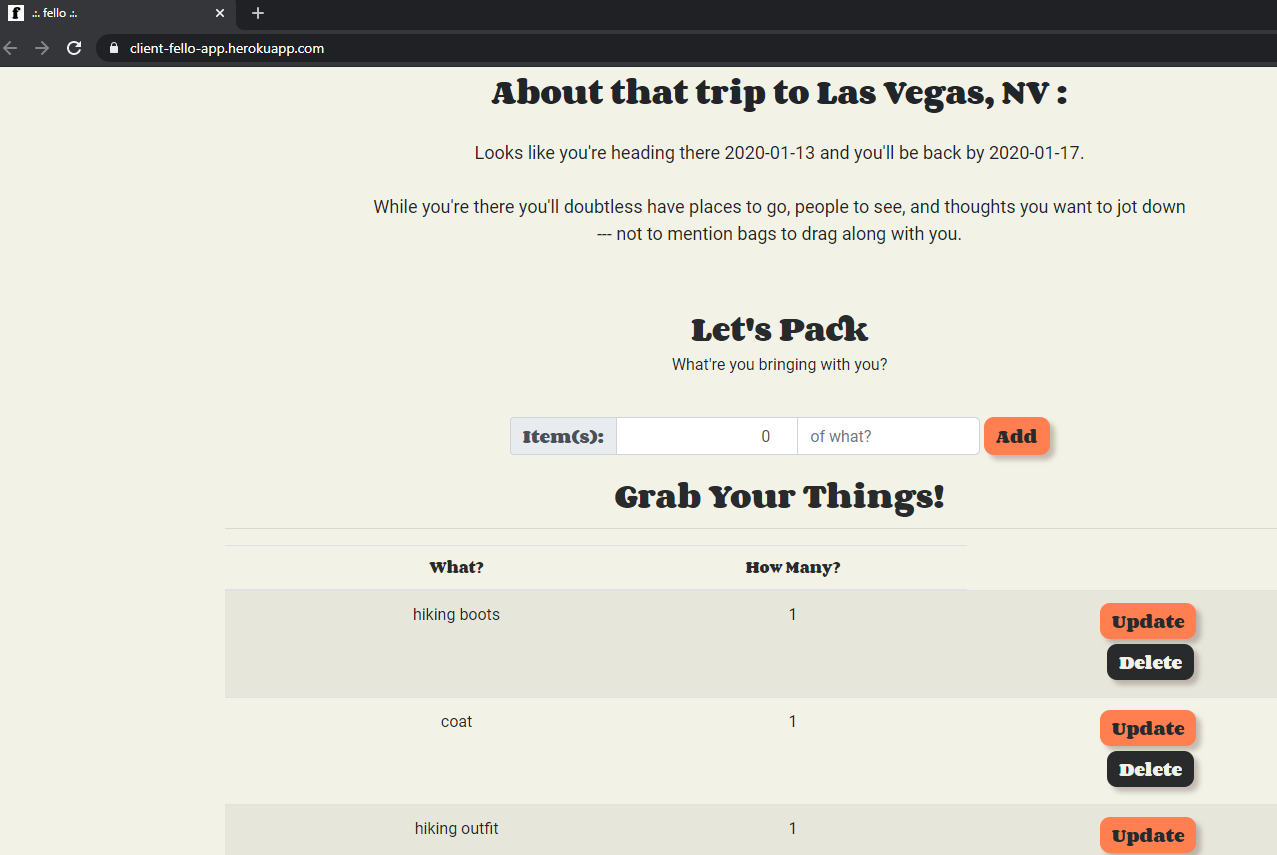 .:. fello .:.
client-fello-app.herokuapp.com
About that trip to Las Vegas, NV :
Looks like you're heading there 2020-01-13 and you'll be back by 2020-01-17.
While you're there you'll doubtless have places to go, people to see, and thoughts you want to jot down
--- not to mention bags to drag along with you.
Let's Pack
What're you bringing with you?
Item(s): 0 of what? Add
Grab Your Things!
What? How Many?
hiking boots 1 Update
Delete
coat 1 Update
Delete
hiking outfit 1 Update